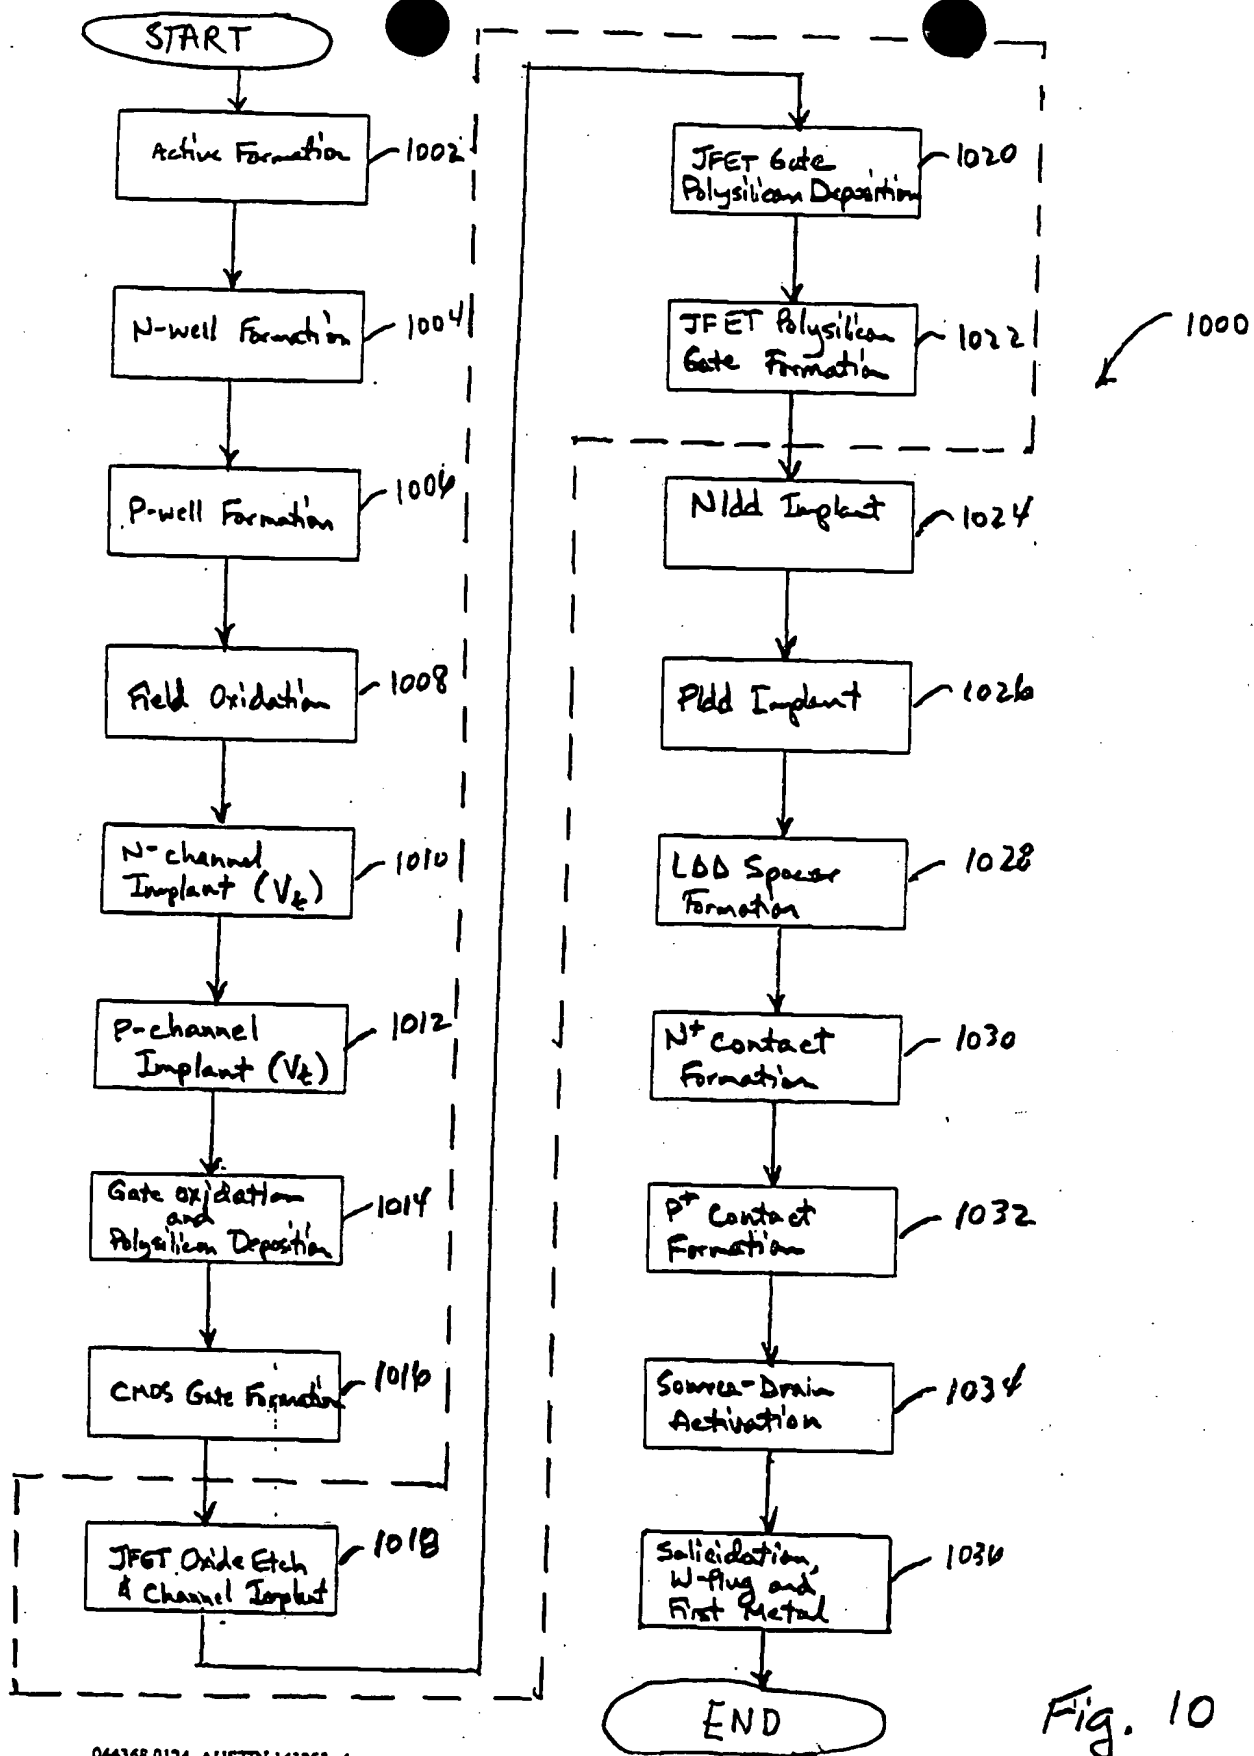 START
Active Formation
1002
N-well Formation
1004
P-well Formation
1006
Field Oxidation
1008
N-channel
Implant (Vt)
1010
P-channel
Implant (Vt)
1012
Gate oxidation
and
Polysilicon Deposition
1014
CMOS Gate Formation
1016
JFET Oxide Etch
& Channel Implant
1018
JFET Gate
Polysilicon Deposition
1020
JFET Polysilicon
Gate Formation
1022
1000
Nldd Implant
1024
Pldd Implant
1026
LDD Spacer
Formation
1028
N+ Contact
Formation
1030
P+ Contact
Formation
1032
Source-Drain
Activation
1034
Salicidation,
W-plug and
First Metal
1036
END
Fig. 10